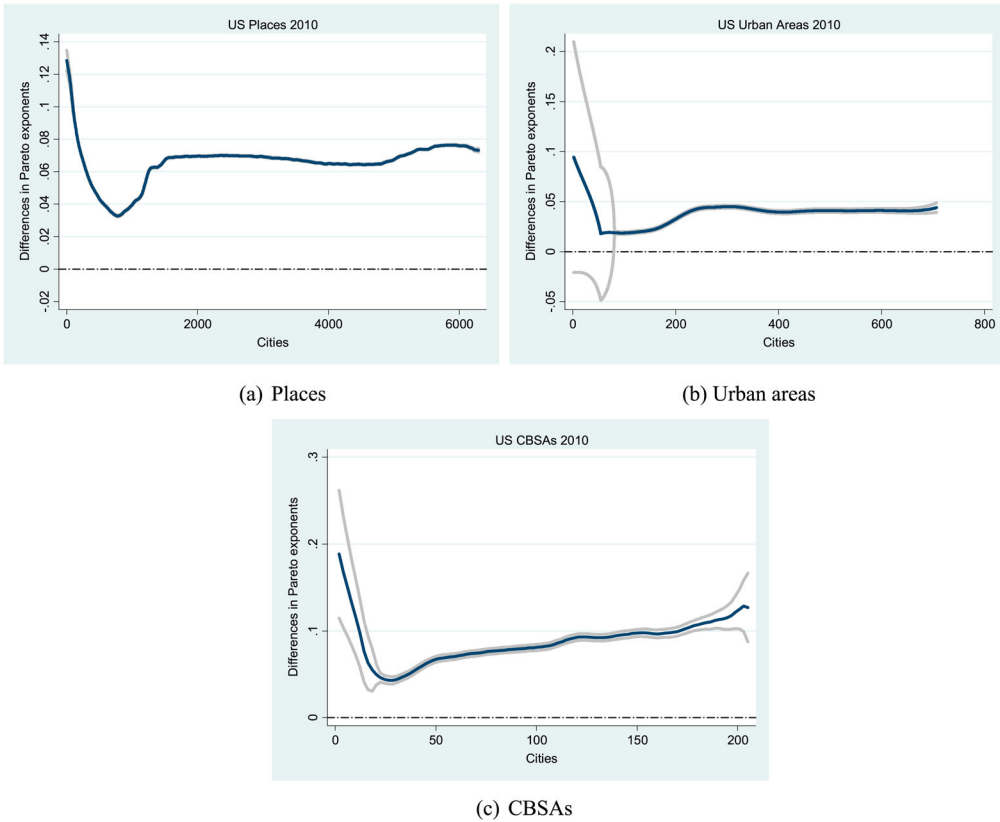 US Places 2010
Differences in Pareto exponents
.14
.12
.1
.08
.06
.04
.02
0
-.02
0 2000 4000 6000
Cities
(a) Places
US Urban Areas 2010
Differences in Pareto exponents
.2
.15
.1
.05
0
-.05
0 200 400 600 800
Cities
(b) Urban areas
US CBSAs 2010
Differences in Pareto exponents
.3
.2
.1
0
0 50 100 150 200
Cities
(c) CBSAs